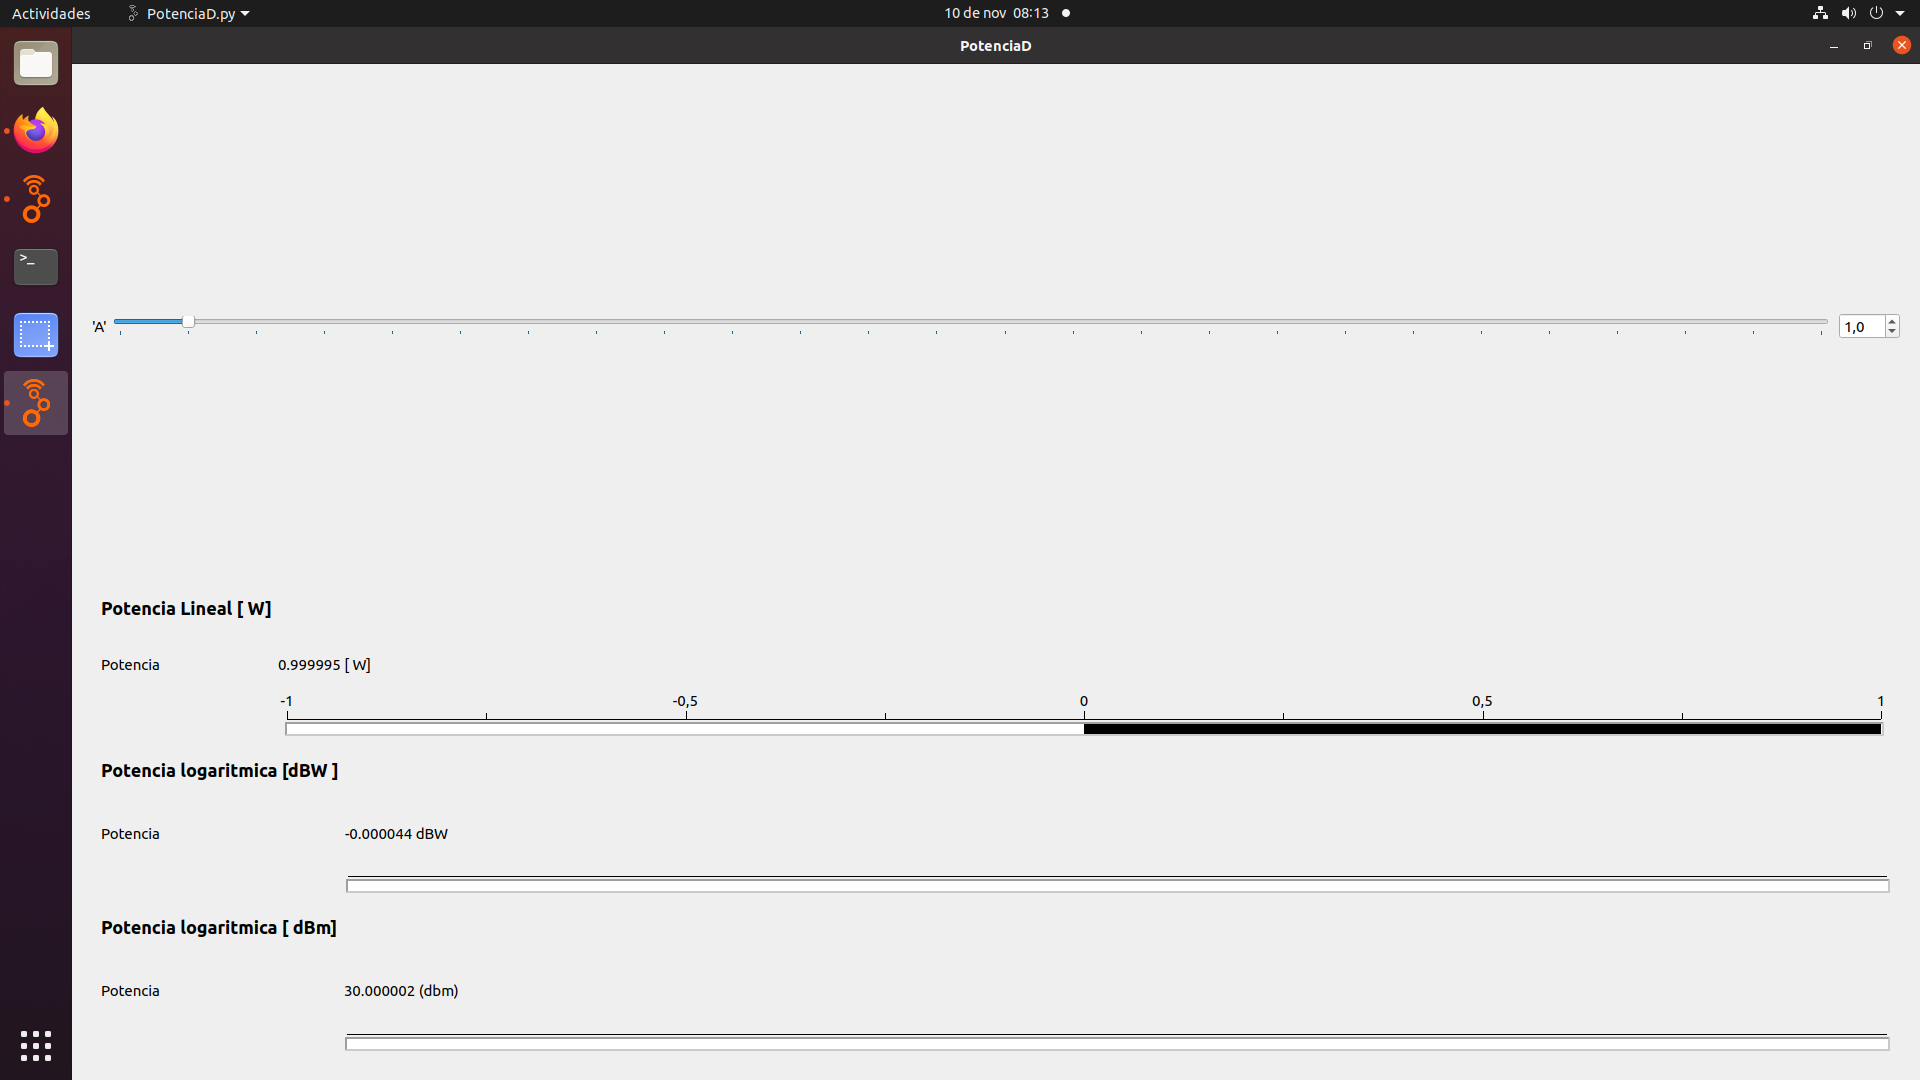 Actividades
PotenciaD.py
10 de nov 08:13
PotenciaD
>_
'A'
1,0
Potencia Lineal [ W]
Potencia
0.999995 [ W]
-1 -0,5 0 0,5 1
Potencia logaritmica [dBW ]
Potencia
-0.000044 dBW
Potencia logaritmica [ dBm]
Potencia
30.000002 (dbm)